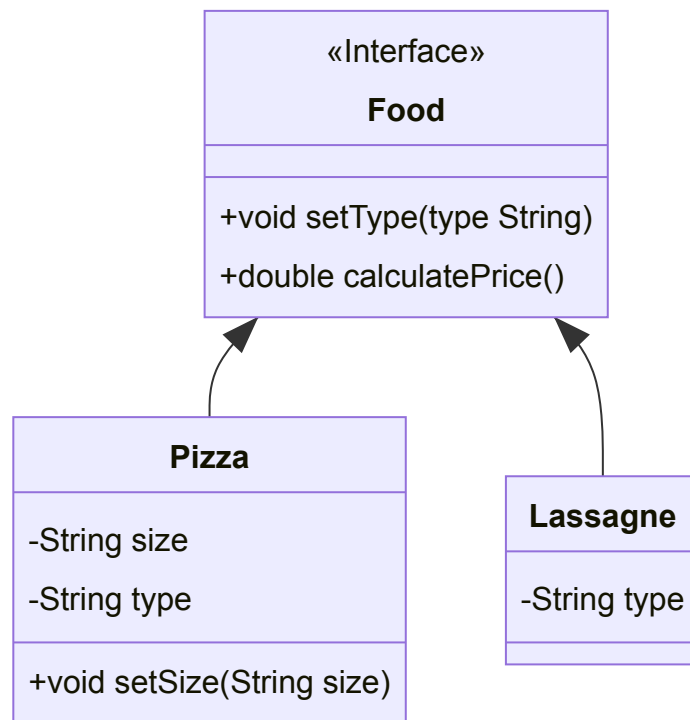 «Interface»
Food
+void setType(type String)
+double calculatePrice()
Pizza
-String size
-String type
+void setSize(String size)
Lassagne
-String type